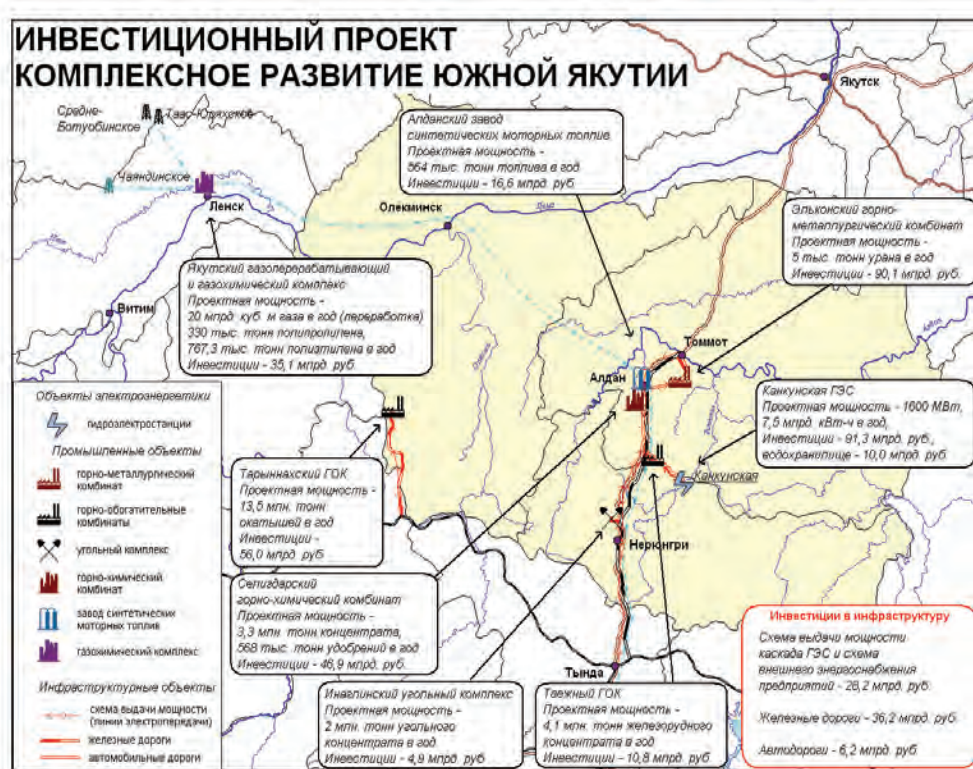 ИНВЕСТИЦИОННЫЙ ПРОЕКТ
КОМПЛЕКСНОЕ РАЗВИТИЕ ЮЖНОЙ ЯКУТИИ
Якутск
Средне-
Ботуобинское
Таас-Юряхское
Чаяндинское
Ленск
Олекминск
Витим
Томмот
Алдан
Канкунская
Нерюнгри
Тында
Алданский завод
синтетических моторных топлив
Проектная мощность -
564 тыс. тонн топлива в год
Инвестиции - 16,6 млрд. руб.
Эльконский горно-
металлургический комбинат
Проектная мощность -
5 тыс. тонн урана в год
Инвестиции - 90,1 млрд. руб.
Якутский газоперерабатывающий
и газохимический комплекс
Проектная мощность -
20 млрд. куб. м газа в год (переработка)
330 тыс. тонн полипропилена,
767,3 тыс. тонн полиэтилена в год
Инвестиции - 35,1 млрд. руб.
Канкунская ГЭС
Проектная мощность - 1600 МВт,
7,5 млрд. кВт-ч в год,
Инвестиции - 91,3 млрд. руб.,
водохранилище - 10,0 млрд. руб.
Тарыннахский ГОК
Проектная мощность -
13,5 млн. тонн
окатышей в год
Инвестиции -
56,0 млрд. руб
Селигдарский
горно-химический комбинат
Проектная мощность -
3,3 млн. тонн концентрата,
568 тыс. тонн удобрений в год
Инвестиции - 46,9 млрд. руб.
Инаглинский угольный комплекс
Проектная мощность -
2 млн. тонн угольного
концентрата в год
Инвестиции - 4,9 млрд. руб.
Таежный ГОК
Проектная мощность -
4,1 млн. тонн железорудного
концентрата в год
Инвестиции - 10,8 млрд. руб.
Инвестиции в инфраструктуру
Схема выдачи мощности
каскада ГЭС и схема
внешнего энергоснабжения
предприятий - 28,2 млрд. руб.
Железные дороги - 36,2 млрд. руб.
Автодороги - 6,2 млрд. руб.
Объекты электроэнергетики
гидроэлектростанции
Промышленные объекты
горно-металлургический
комбинат
горно-обогатительные
комбинаты
угольный комплекс
горно-химический
комбинат
завод синтетических
моторных топлив
газохимический комплекс
Инфраструктурные объекты
схема выдачи мощности
(линии электропередачи)
железные дороги
автомобильные дороги